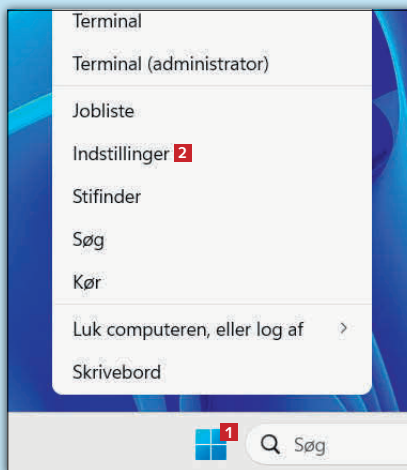 Terminal
Terminal (administrator)
Jobliste
Indstillinger 2
Stifinder
Søg
Kør
Luk computeren, eller log af
Skrivebord
1
Søg